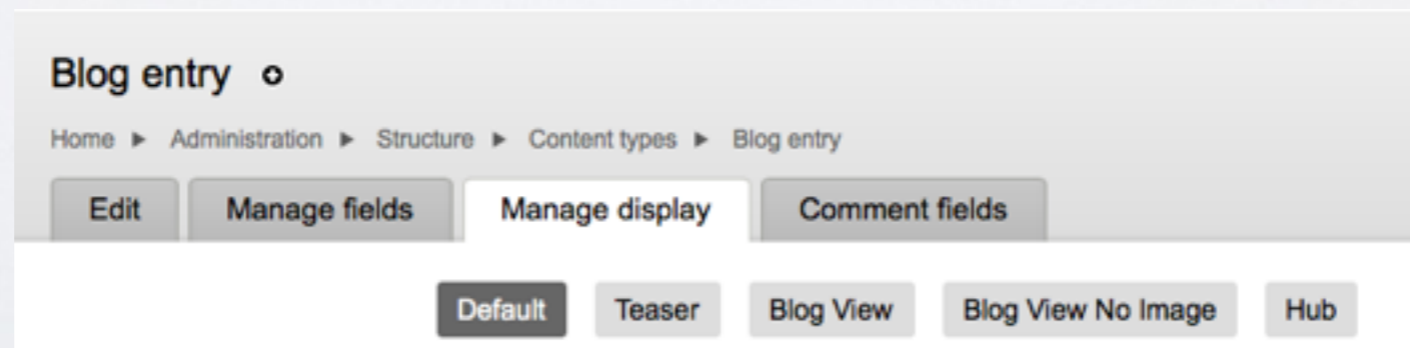 Blog entry
Home ▶ Administration ▶ Structure ▶ Content types ▶ Blog entry
Edit Manage fields Manage display Comment fields
Default Teaser Blog View Blog View No Image Hub